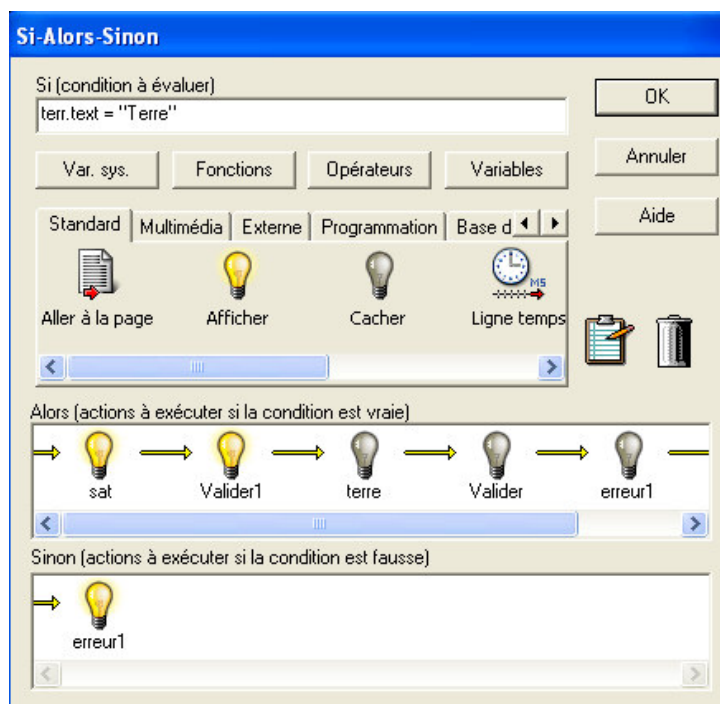 Si-Alors-Sinon
Si (condition à évaluer)
terr.text = "Terre"
OK
Var. sys. Fonctions Opérateurs Variables
Annuler
Standard Multimédia Externe Programmation Base d
Aide
MS
Aller à la page Afficher Cacher Ligne temps
Alors (actions à exécuter si la condition est vraie)
sat Valider1 terre Valider erreur1
Sinon (actions à exécuter si la condition est fausse)
erreur1